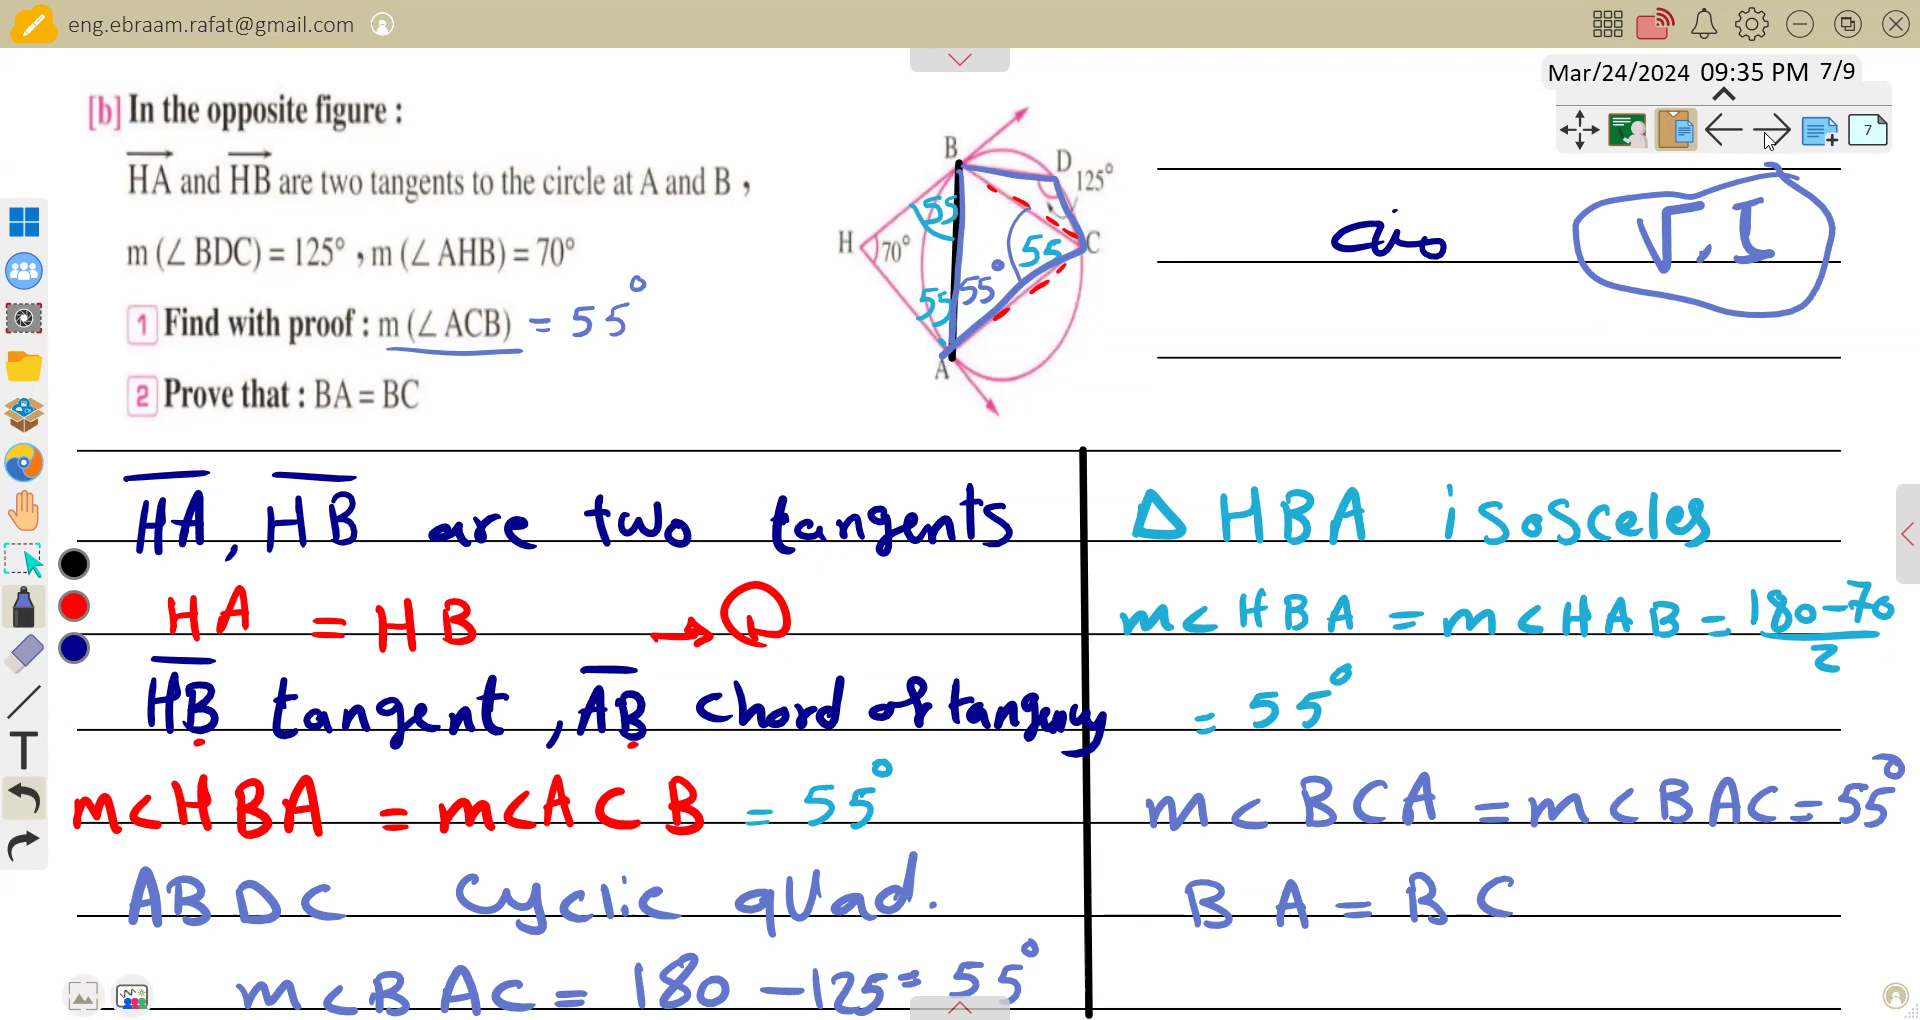 eng.ebraam.rafat@gmail.com
Mar/24/2024 09:35 PM 7/9
7
[b] In the opposite figure :
HA and HB are two tangents to the circle at A and B ,
m (∠ BDC) = 125° , m (∠ AHB) = 70°
1 Find with proof : m (∠ ACB) = 55°
2 Prove that : BA = BC
B
D
125°
55
H
70°
55
C
55
55°
A
HA, HB are two tangents
HA = HB → 1
HB tangent, AB chord of tangency
m<HBA = m<ACB = 55°
ABDC cyclic quad.
m<BAC = 180 - 125 = 55°
Δ HBA isosceles
m<HBA = m<HAB = 180-70
2
= 55°
m<BCA = m<BAC = 55°
BA = BC
T